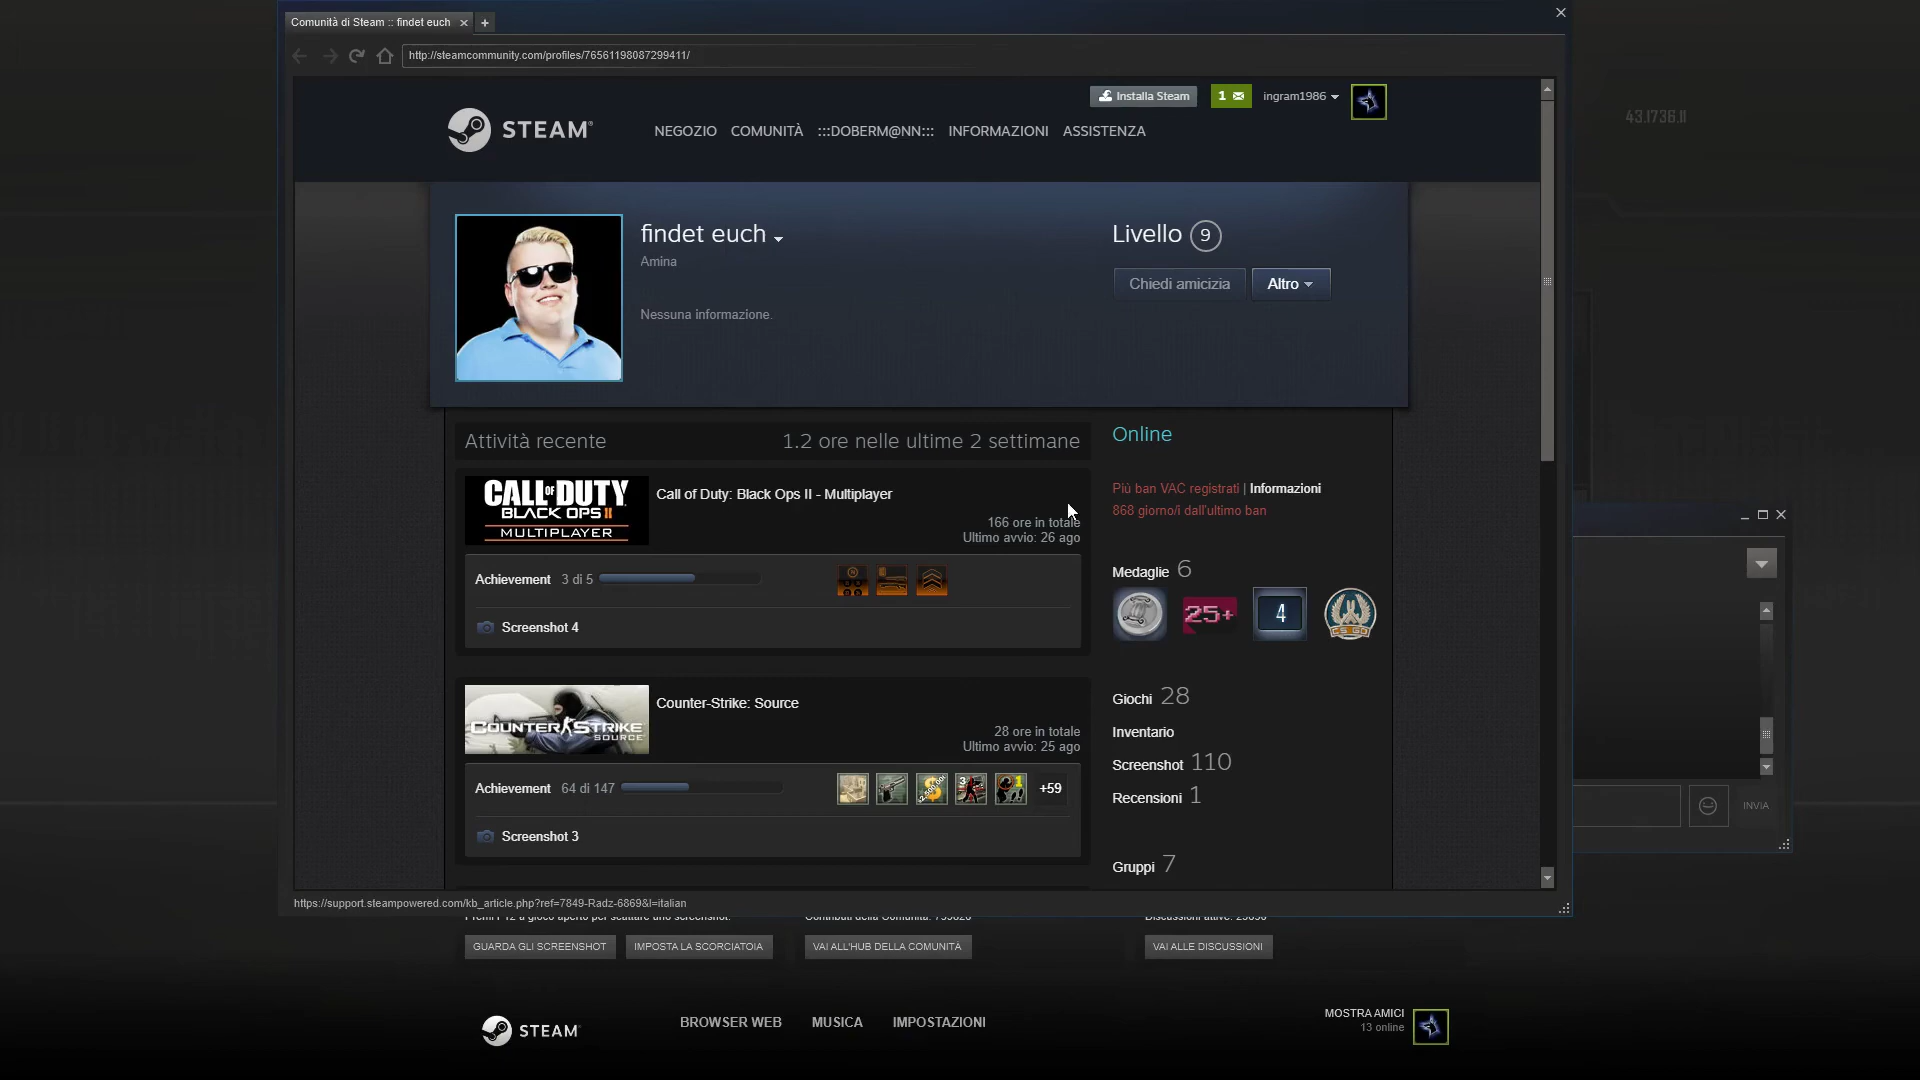 Comunità di Steam :: findet euch
http://steamcommunity.com/profiles/76561198087299411/
43.1736.11
Installa Steam
1
ingram1986
STEAM®
NEGOZIO COMUNITÀ :::DOBERM@NN::: INFORMAZIONI ASSISTENZA
findet euch
Amina
Nessuna informazione.
Livello 9
Chiedi amicizia
Altro
Attività recente
1.2 ore nelle ultime 2 settimane
CALL OF DUTY
BLACK OPS II
MULTIPLAYER
Call of Duty: Black Ops II - Multiplayer
166 ore in totale
Ultimo avvio: 26 ago
Achievement 3 di 5
Screenshot 4
COUNTER-STRIKE
SOURCE
Counter-Strike: Source
28 ore in totale
Ultimo avvio: 25 ago
Achievement 64 di 147
+59
Screenshot 3
Online
Più ban VAC registrati | Informazioni
868 giorno/i dall'ultimo ban
Medaglie 6
25+
4
CS GO
Giochi 28
Inventario
Screenshot 110
Recensioni 1
Gruppi 7
INVIA
https://support.steampowered.com/kb_article.php?ref=7849-Radz-6869&l=italian
GUARDA GLI SCREENSHOT
IMPOSTA LA SCORCIATOIA
VAI ALL'HUB DELLA COMUNITÀ
VAI ALLE DISCUSSIONI
STEAM
BROWSER WEB
MUSICA
IMPOSTAZIONI
MOSTRA AMICI
13 online